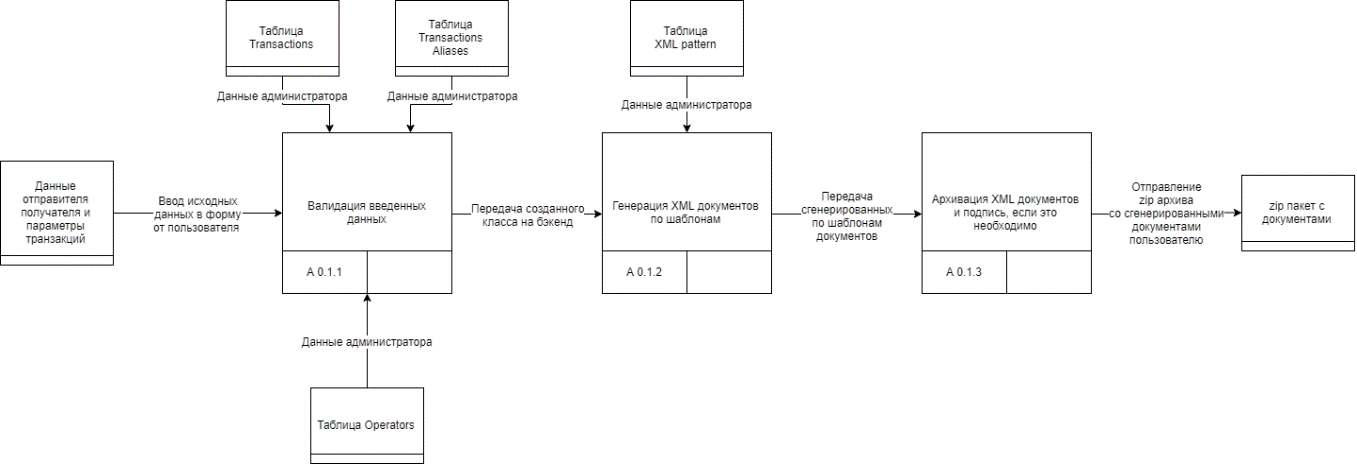 Таблица
Transactions
Таблица
Transactions
Aliases
Таблица
XML pattern
Данные администратора
Данные администратора
Данные администратора
Данные
отправителя
получателя и
параметры
транзакций
Ввод исходных
данных в форму
от пользователя
Валидация введенных
данных
A 0.1.1
Передача созданного
класса на бэкенд
Генерация XML документов
по шаблонам
A 0.1.2
Передача
сгенерированных
по шаблонам
документов
Архивация XML документов
и подпись, если это
необходимо
A 0.1.3
Отправление
zip архива
со сгенерированными
документами
пользователю
zip пакет с
документами
Данные администратора
Таблица Operators